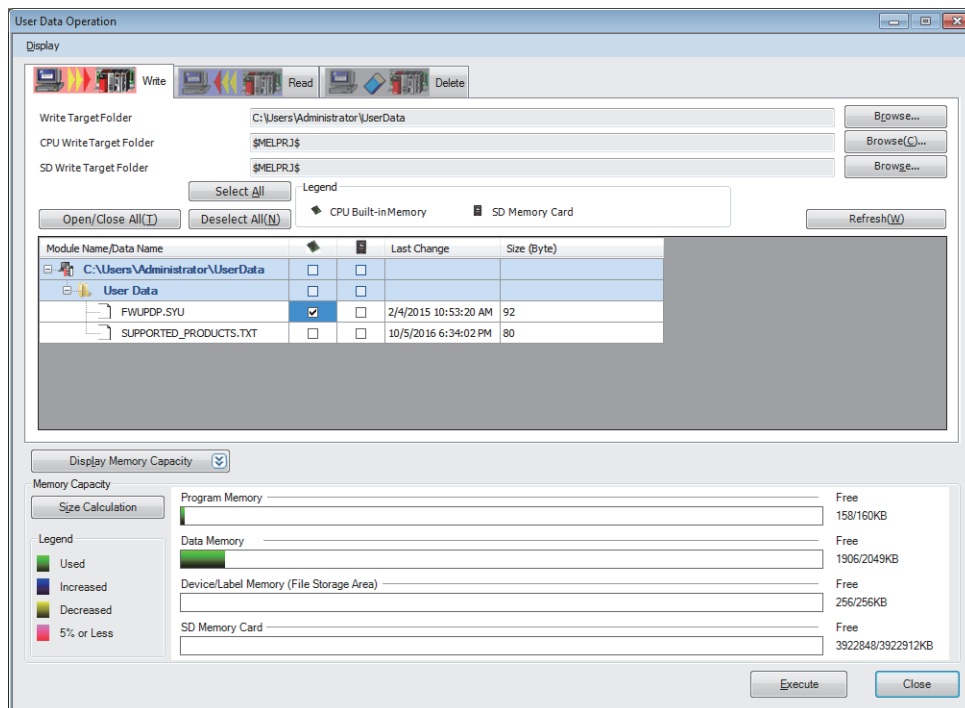 User Data Operation
Display
Write Read Delete
Write Target Folder C:\Users\Administrator\UserData Browse...
CPU Write Target Folder $MELPRJ$ Browse(C)...
SD Write Target Folder $MELPRJ$ Browse...
Select All Legend
Open/Close All(T) Deselect All(N) CPU Built-in Memory SD Memory Card Refresh(W)
Module Name/Data Name Last Change Size (Byte)
C:\Users\Administrator\UserData
User Data
FWUPDP.SYU 2/4/2015 10:53:20 AM 92
SUPPORTED_PRODUCTS.TXT 10/5/2016 6:34:02 PM 80
Display Memory Capacity
Memory Capacity
Size Calculation Program Memory Free
158/160KB
Legend Data Memory Free
Used 1906/2049KB
Increased Device/Label Memory (File Storage Area) Free
Decreased 256/256KB
5% or Less SD Memory Card Free
3922848/3922912KB
Execute Close